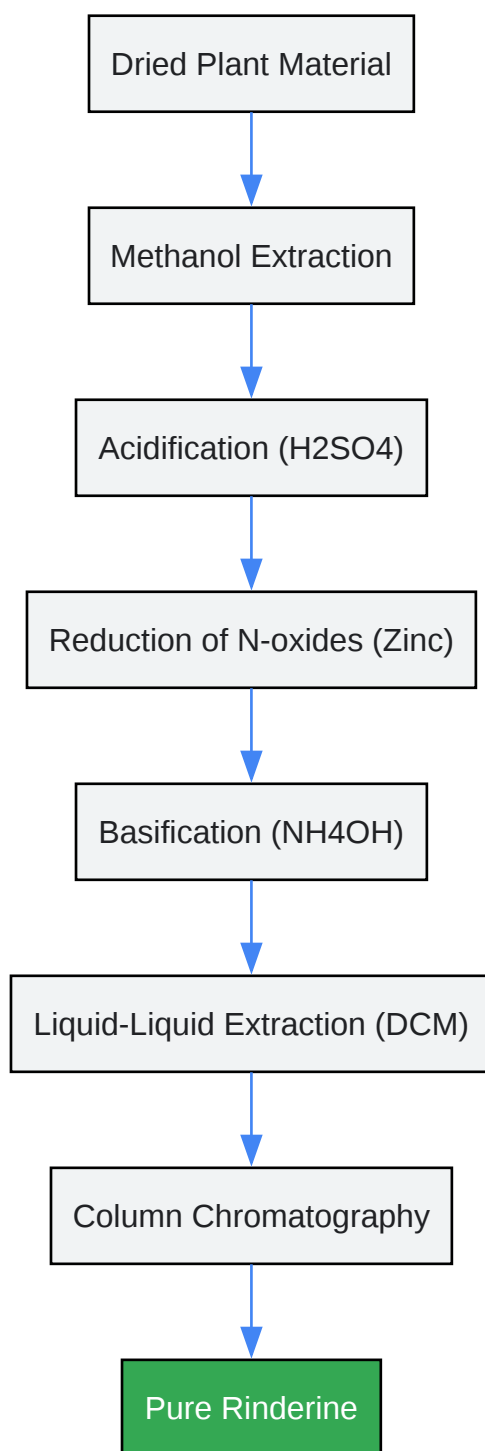 Dried Plant Material
Methanol Extraction
Acidification (H2SO4)
Reduction of N-oxides (Zinc)
Basification (NH4OH)
Liquid-Liquid Extraction (DCM)
Column Chromatography
Pure Rinderine